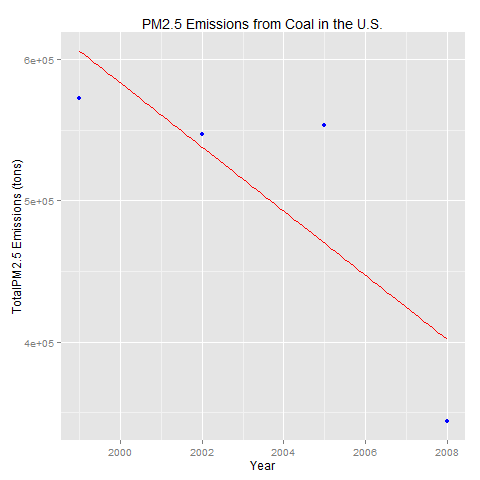 PM2.5 Emissions from Coal in the U.S.
TotalPM2.5 Emissions (tons)
6e+05
5e+05
4e+05
2000 2002 2004 2006 2008
Year